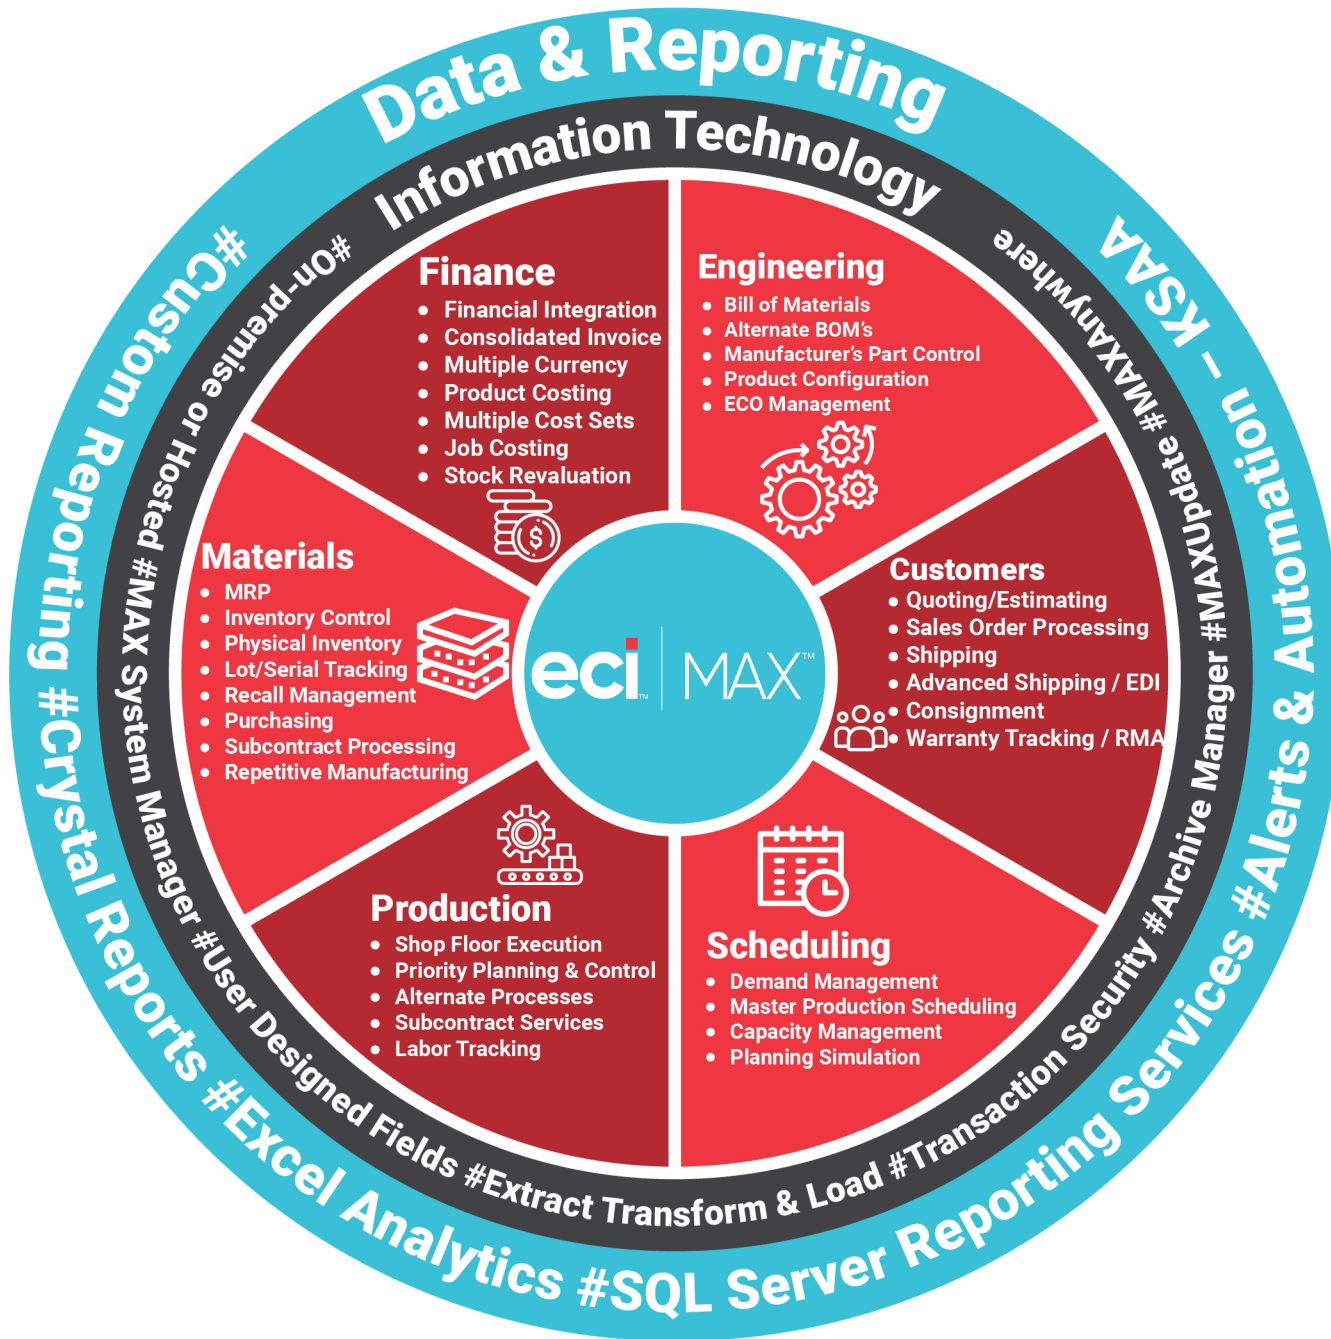 Data & Reporting
#Custom Reporting #Crystal Reports #Excel Analytics #SQL Server Reporting Services #Alerts & Automation – KSAA
Information Technology
#On-premise or Hosted #MAX System Manager #User Designed Fields #Extract Transform & Load #Transaction Security #Archive Manager #MAXUpdate #MAXAnywhere
Finance
• Financial Integration
• Consolidated Invoice
• Multiple Currency
• Product Costing
• Multiple Cost Sets
• Job Costing
• Stock Revaluation
$
Engineering
• Bill of Materials
• Alternate BOM's
• Manufacturer's Part Control
• Product Configuration
• ECO Management
Materials
• MRP
• Inventory Control
• Physical Inventory
• Lot/Serial Tracking
• Recall Management
• Purchasing
• Subcontract Processing
• Repetitive Manufacturing
eci™ | MAX™
Customers
• Quoting/Estimating
• Sales Order Processing
• Shipping
• Advanced Shipping / EDI
• Consignment
• Warranty Tracking / RMA
Production
• Shop Floor Execution
• Priority Planning & Control
• Alternate Processes
• Subcontract Services
• Labor Tracking
Scheduling
• Demand Management
• Master Production Scheduling
• Capacity Management
• Planning Simulation